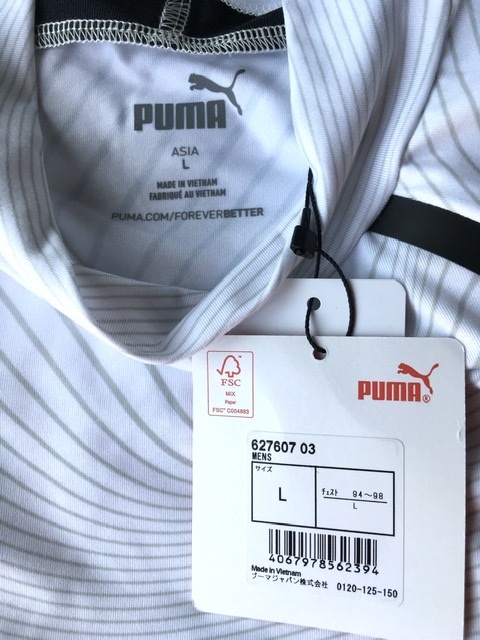 PUMA
ASIA
L
MADE IN VIETNAM
FABRIQUÉ AU VIETNAM
PUMA.COM/FOREVERBETTER
FSC
MIX
Paper
FSC® C004883
PUMA®
627607 03
MENS
サイズ
L
チェスト 94～98
L
4067978562394
Made in Vietnam
プーマジャパン株式会社 0120-125-150